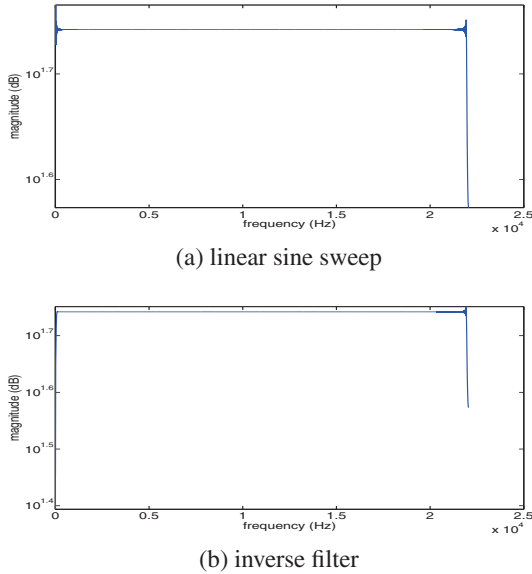 10^1.7
10^1.6
magnitude (dB)
0 0.5 1 1.5 2 2.5
frequency (Hz)
x 10^4
(a) linear sine sweep
10^1.7
10^1.6
10^1.5
10^1.4
magnitude (dB)
0 0.5 1 1.5 2 2.5
frequency (Hz)
x 10^4
(b) inverse filter